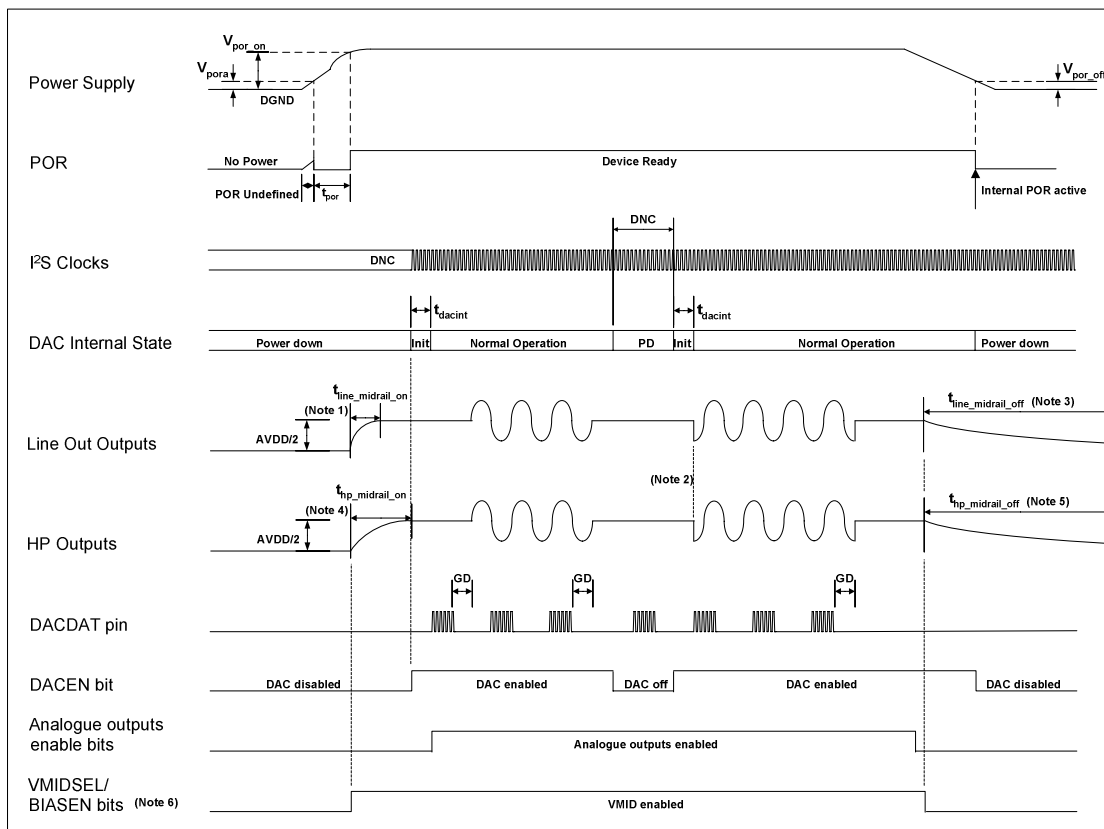 V por_on
V pora
Power Supply
DGND
V por_off
POR
No Power
Device Ready
POR Undefined
t por
Internal POR active
DNC
I²S Clocks
DNC
t dacint
t dacint
DAC Internal State
Power down
Init
Normal Operation
PD
Init
Normal Operation
Power down
t line_midrail_on
(Note 1)
t line_midrail_off (Note 3)
Line Out Outputs
AVDD/2
(Note 2)
t hp_midrail_on
(Note 4)
t hp_midrail_off (Note 5)
HP Outputs
AVDD/2
GD
GD
GD
DACDAT pin
DACEN bit
DAC disabled
DAC enabled
DAC off
DAC enabled
DAC disabled
Analogue outputs
enable bits
Analogue outputs enabled
VMIDSEL/
BIASEN bits (Note 6)
VMID enabled